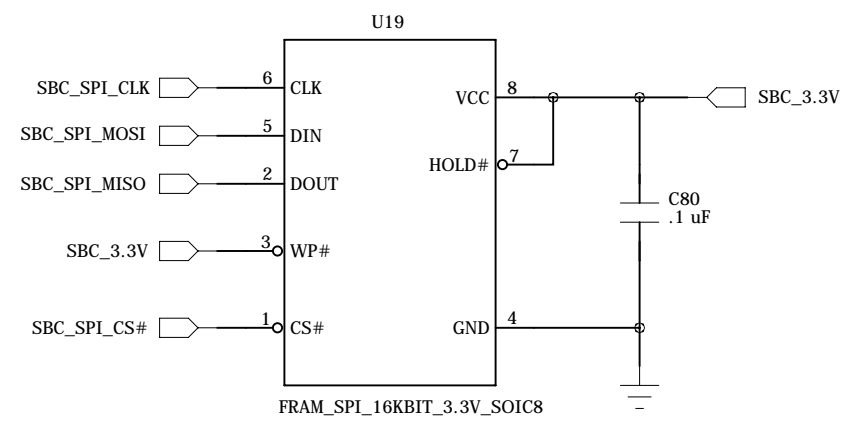 U19
SBC_SPI_CLK 6 CLK
VCC 8 SBC_3.3V
SBC_SPI_MOSI 5 DIN
HOLD# 7
SBC_SPI_MISO 2 DOUT
C80
.1 uF
SBC_3.3V 3 WP#
SBC_SPI_CS# 1 CS#
GND 4
FRAM_SPI_16KBIT_3.3V_SOIC8